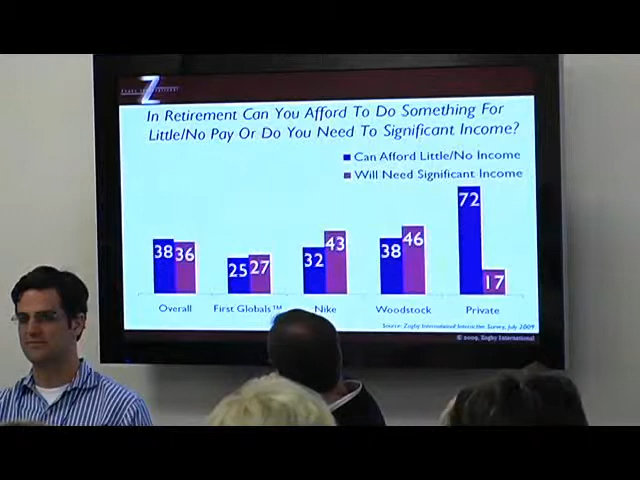 Zogby International
Z
In Retirement Can You Afford To Do Something For
Little/No Pay Or Do You Need To Significant Income?
Can Afford Little/No Income
Will Need Significant Income
38 36 25 27 32 43 38 46 72 17
Overall First Globals™ Nike Woodstock Private
Source: Zogby International Interactive Survey, July 2009
© 2009, Zogby International